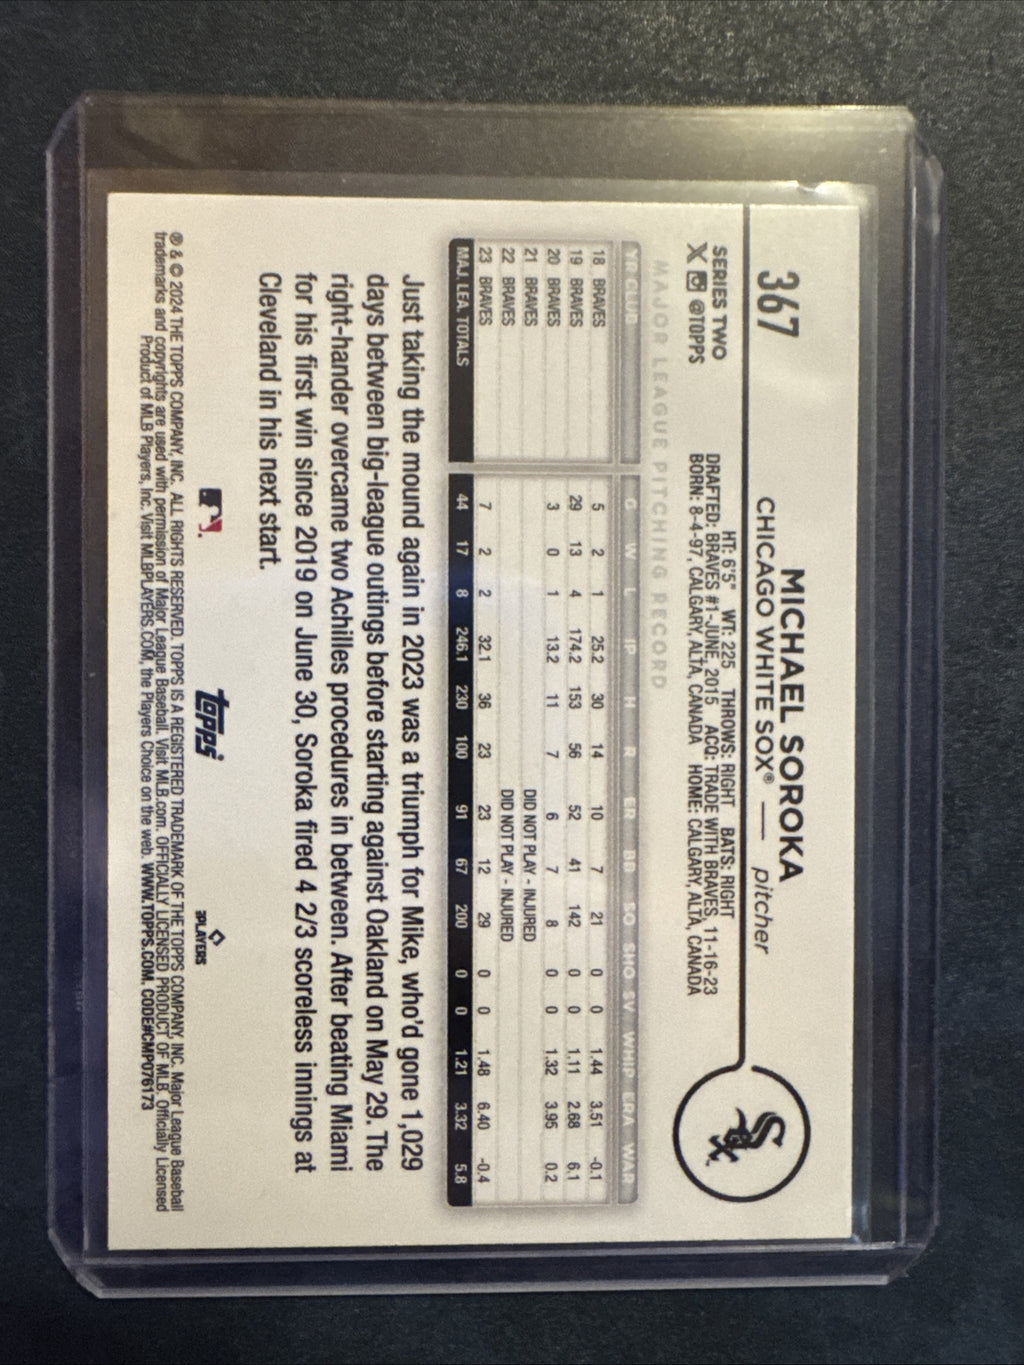 367
MICHAEL SOROKA
CHICAGO WHITE SOX® — pitcher
SERIES TWO
@TOPPS
HT: 6'5" WT: 225 THROWS: RIGHT BATS: RIGHT
DRAFTED: BRAVES #1-JUNE, 2015 ACQ: TRADE WITH BRAVES, 11-16-23
BORN: 8-4-97, CALGARY, ALTA, CANADA HOME: CALGARY, ALTA, CANADA
Sox
MAJOR LEAGUE PITCHING RECORD
YR CLUB G W L IP H R ER BB SO SHO SV WHIP ERA WAR
18 BRAVES 5 2 1 25.2 30 14 10 7 21 0 0 1.44 3.51 -0.1
19 BRAVES 29 13 4 174.2 153 56 52 41 142 0 0 1.11 2.68 6.1
20 BRAVES 3 0 1 13.2 11 7 6 7 8 0 0 1.32 3.95 0.2
21 BRAVES DID NOT PLAY - INJURED
22 BRAVES DID NOT PLAY - INJURED
23 BRAVES 7 2 2 32.1 36 23 23 12 29 0 0 1.48 6.40 -0.4
MAJ. LEA. TOTALS 44 17 8 246.1 230 100 91 67 200 0 0 1.21 3.32 5.8
Just taking the mound again in 2023 was a triumph for Mike, who'd gone 1,029
days between big-league outings before starting against Oakland on May 29. The
right-hander overcame two Achilles procedures in between. After beating Miami
for his first win since 2019 on June 30, Soroka fired 4 2/3 scoreless innings at
Cleveland in his next start.
topps
PLAYERS
® & © 2024 THE TOPPS COMPANY, INC. ALL RIGHTS RESERVED. TOPPS IS A REGISTERED TRADEMARK OF THE TOPPS COMPANY, INC. Major League Baseball
trademarks and copyrights are used with permission of Major League Baseball. Visit MLB.com. OFFICIALLY LICENSED PRODUCT OF MLB. Officially Licensed
Product of MLB Players, Inc. Visit MLBPLAYERS.COM, the Players Choice on the web. WWW.TOPPS.COM. CODE#CMP076173